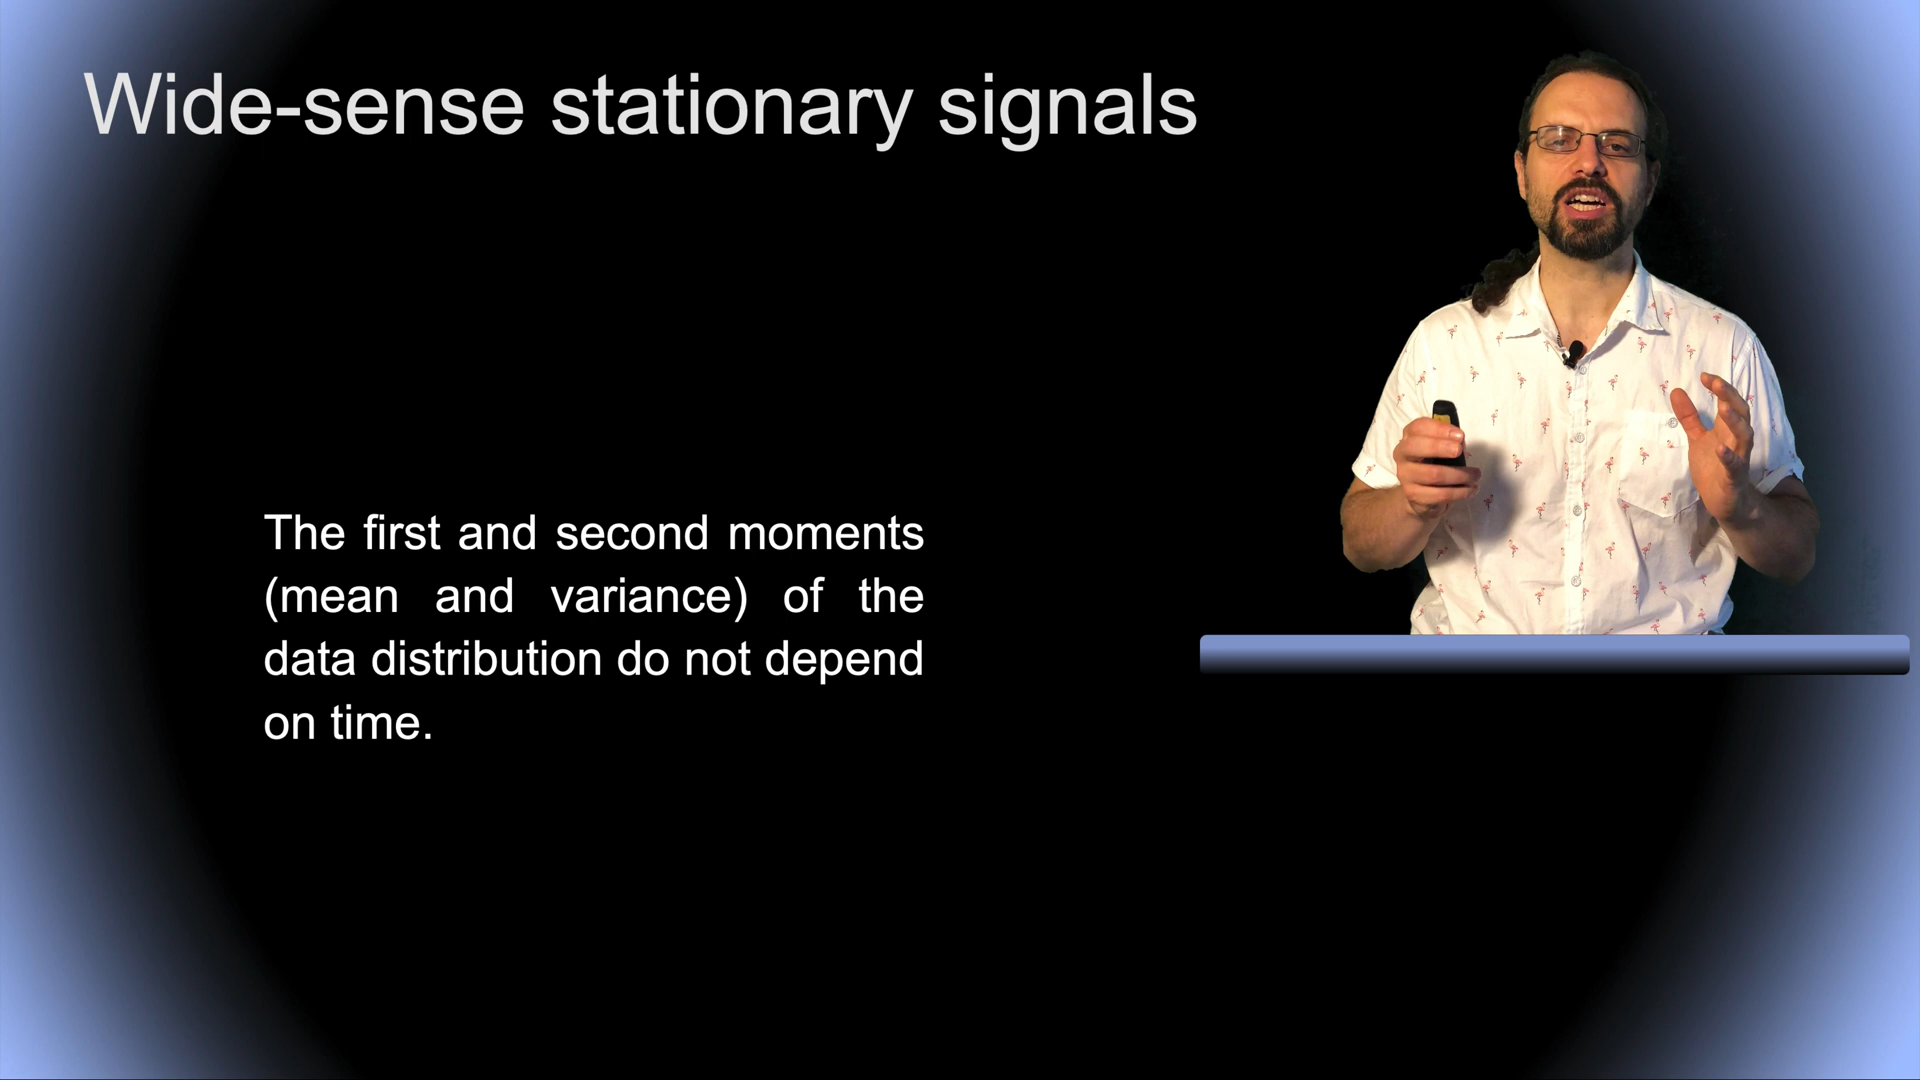 Wide-sense stationary signals
The first and second moments
(mean and variance) of the
data distribution do not depend
on time.